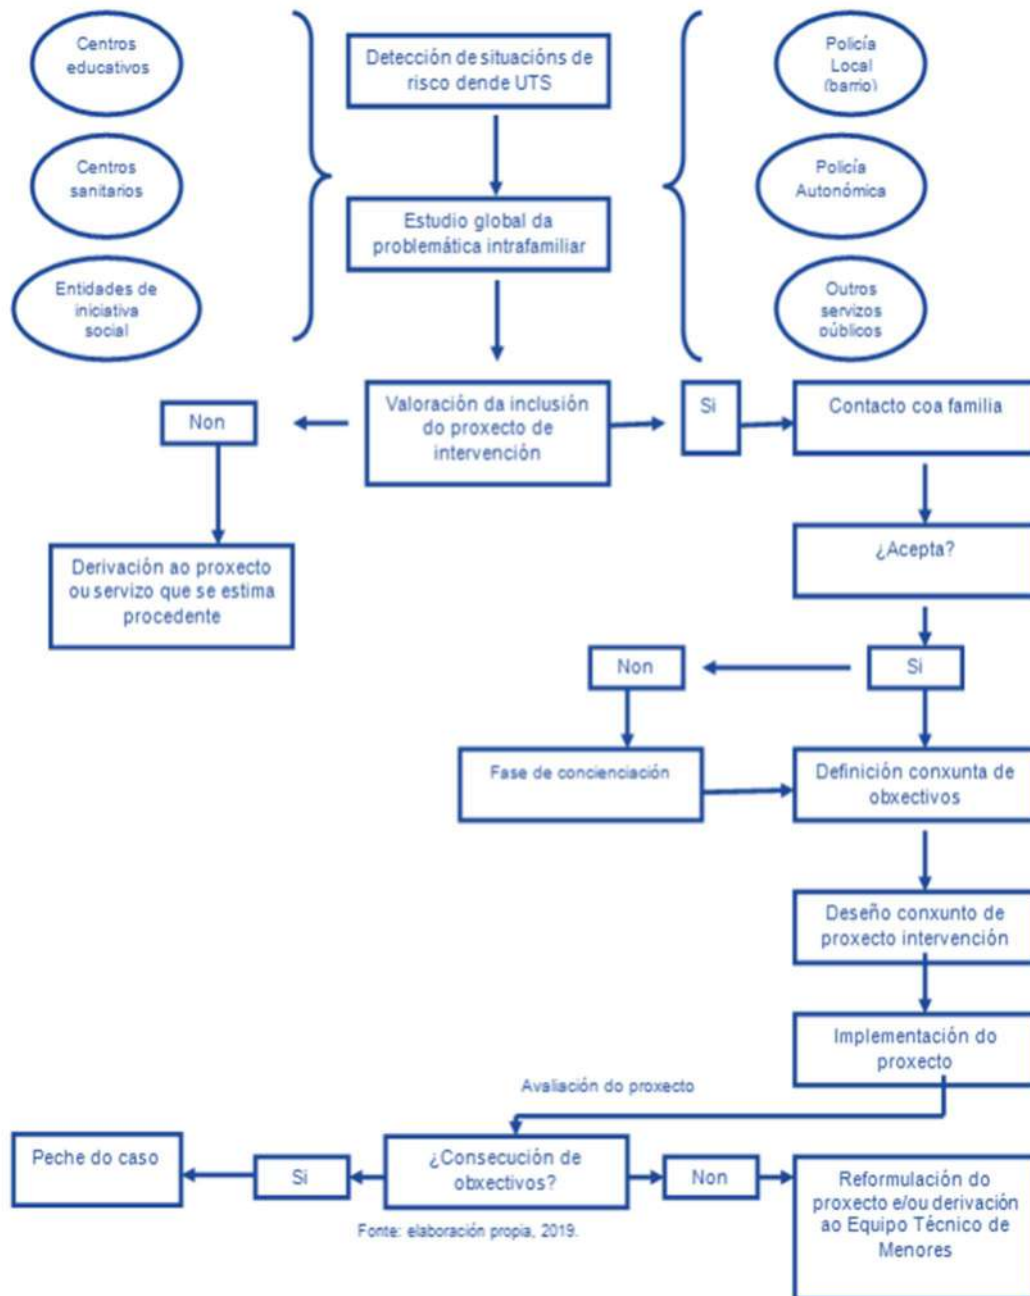 Centros
educativos
Detección de situacións de
risco dende UTS
Policía
Local
(barrio)
Centros
sanitarios
Estudio global da
problemática intrafamiliar
Policía
Autonómica
Entidades de
iniciativa
social
Outros
servizos
públicos
Non
Valoración da inclusión
do proxecto de
intervención
Si
Contacto coa familia
Derivación ao proxecto
ou servizo que se estima
procedente
¿Acepta?
Non
Si
Fase de concienciación
Definición conxunta de
obxectivos
Deseño conxunto de
proxecto intervención
Implementación do
proxecto
Avaliación do proxecto
Peche do caso
Si
¿Consecución de
obxectivos?
Non
Reformulación do
proxecto e/ou derivación
ao Equipo Técnico de
Menores
Fonte: elaboración propia, 2019.